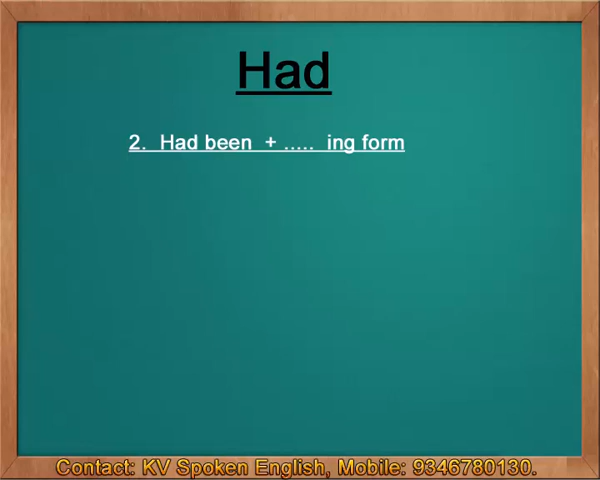 Had
2. Had been + ..... ing form
Contact: KV Spoken English, Mobile: 9346780130.